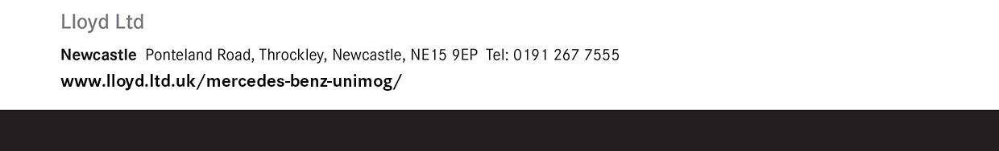 Lloyd Ltd
Newcastle Ponteland Road, Throckley, Newcastle, NE15 9EP Tel: 0191 267 7555
www.lloyd.ltd.uk/mercedes-benz-unimog/